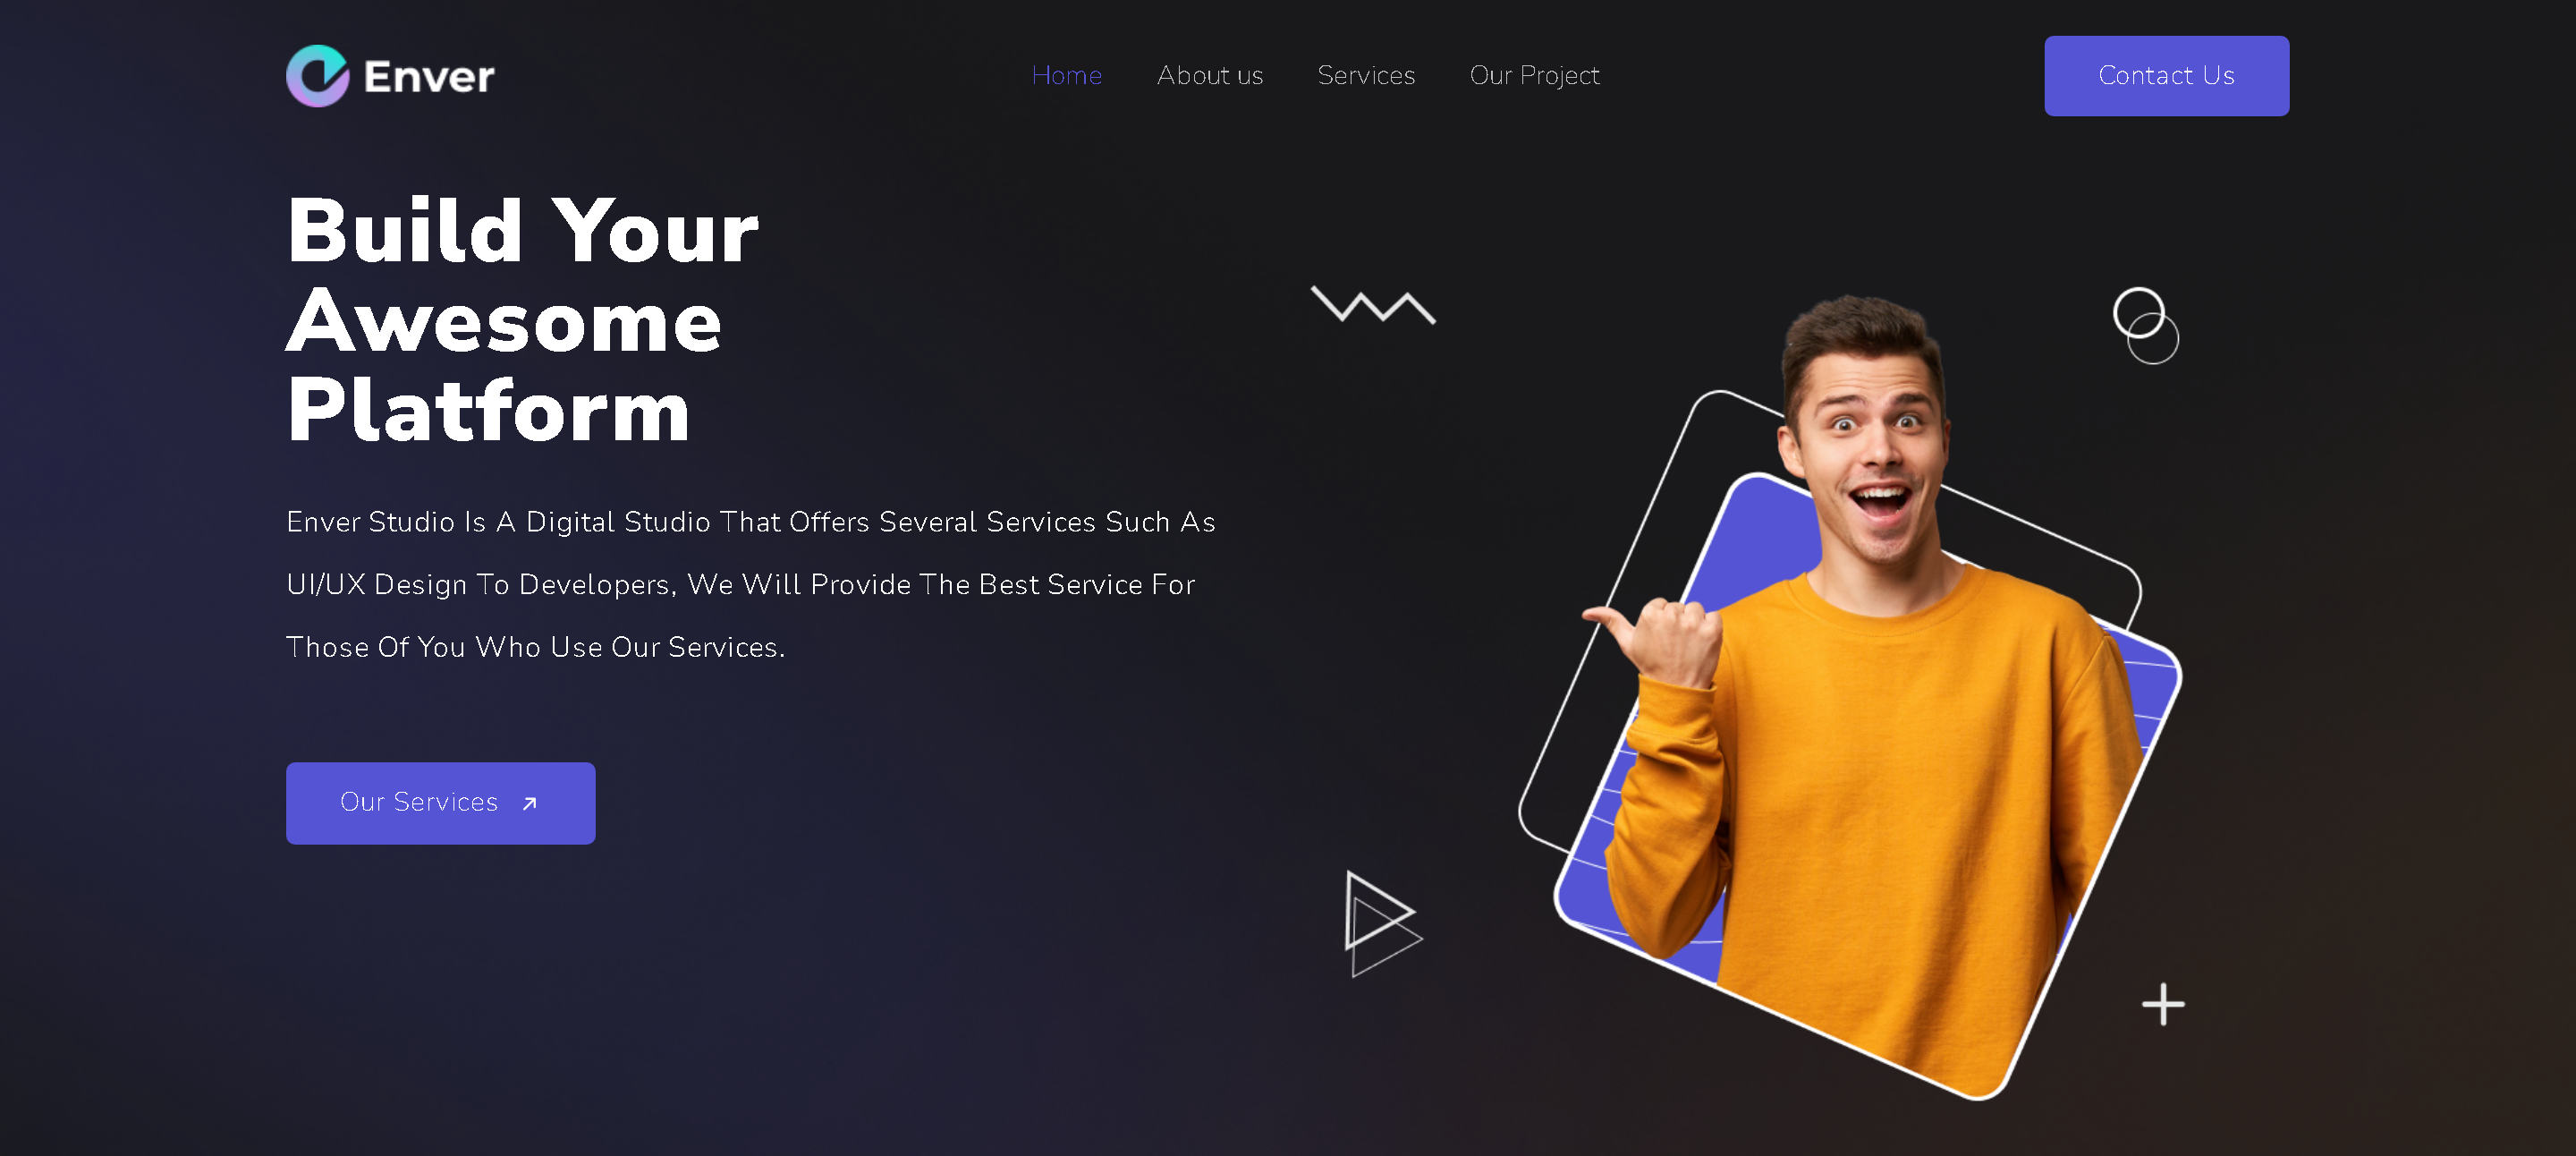 Enver
Home
About us
Services
Our Project
Contact Us
Build Your
Awesome
Platform
Enver Studio Is A Digital Studio That Offers Several Services Such As
UI/UX Design To Developers, We Will Provide The Best Service For
Those Of You Who Use Our Services.
Our Services